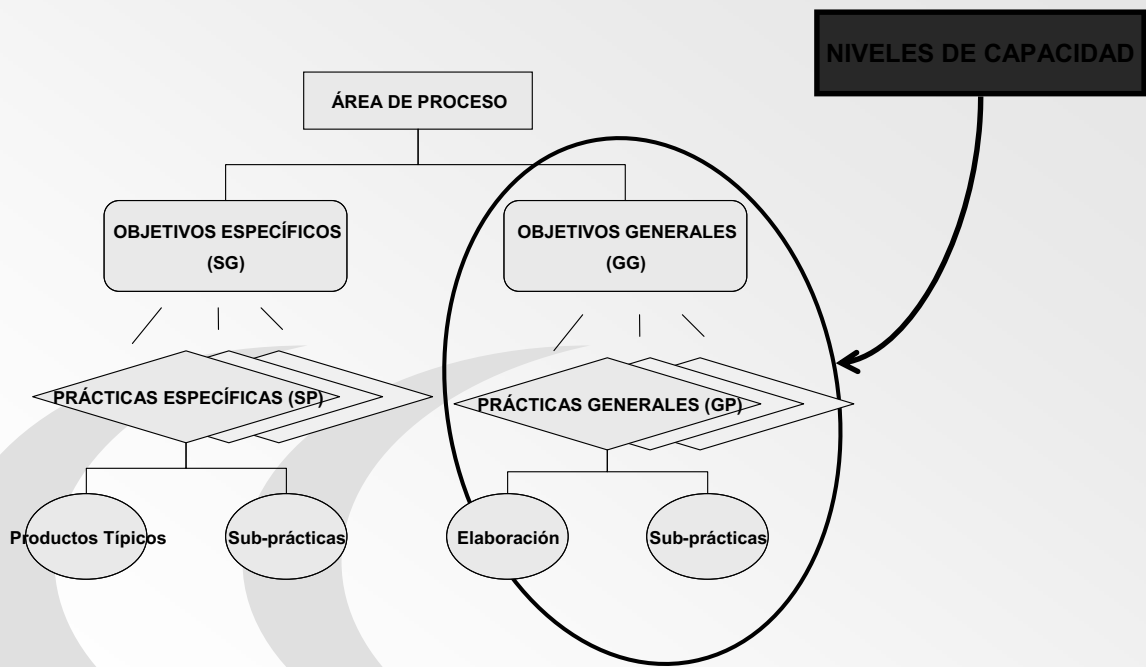 NIVELES DE CAPACIDAD
ÁREA DE PROCESO
OBJETIVOS ESPECÍFICOS
(SG)
OBJETIVOS GENERALES
(GG)
PRÁCTICAS ESPECÍFICAS (SP)
PRÁCTICAS GENERALES (GP)
Productos Típicos
Sub-prácticas
Elaboración
Sub-prácticas